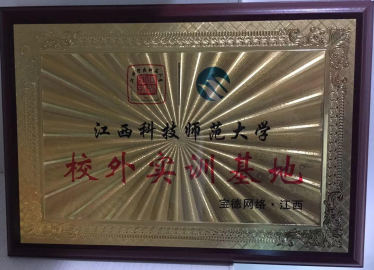 江西科技师范大学
校外实训基地
宝德网络·江西